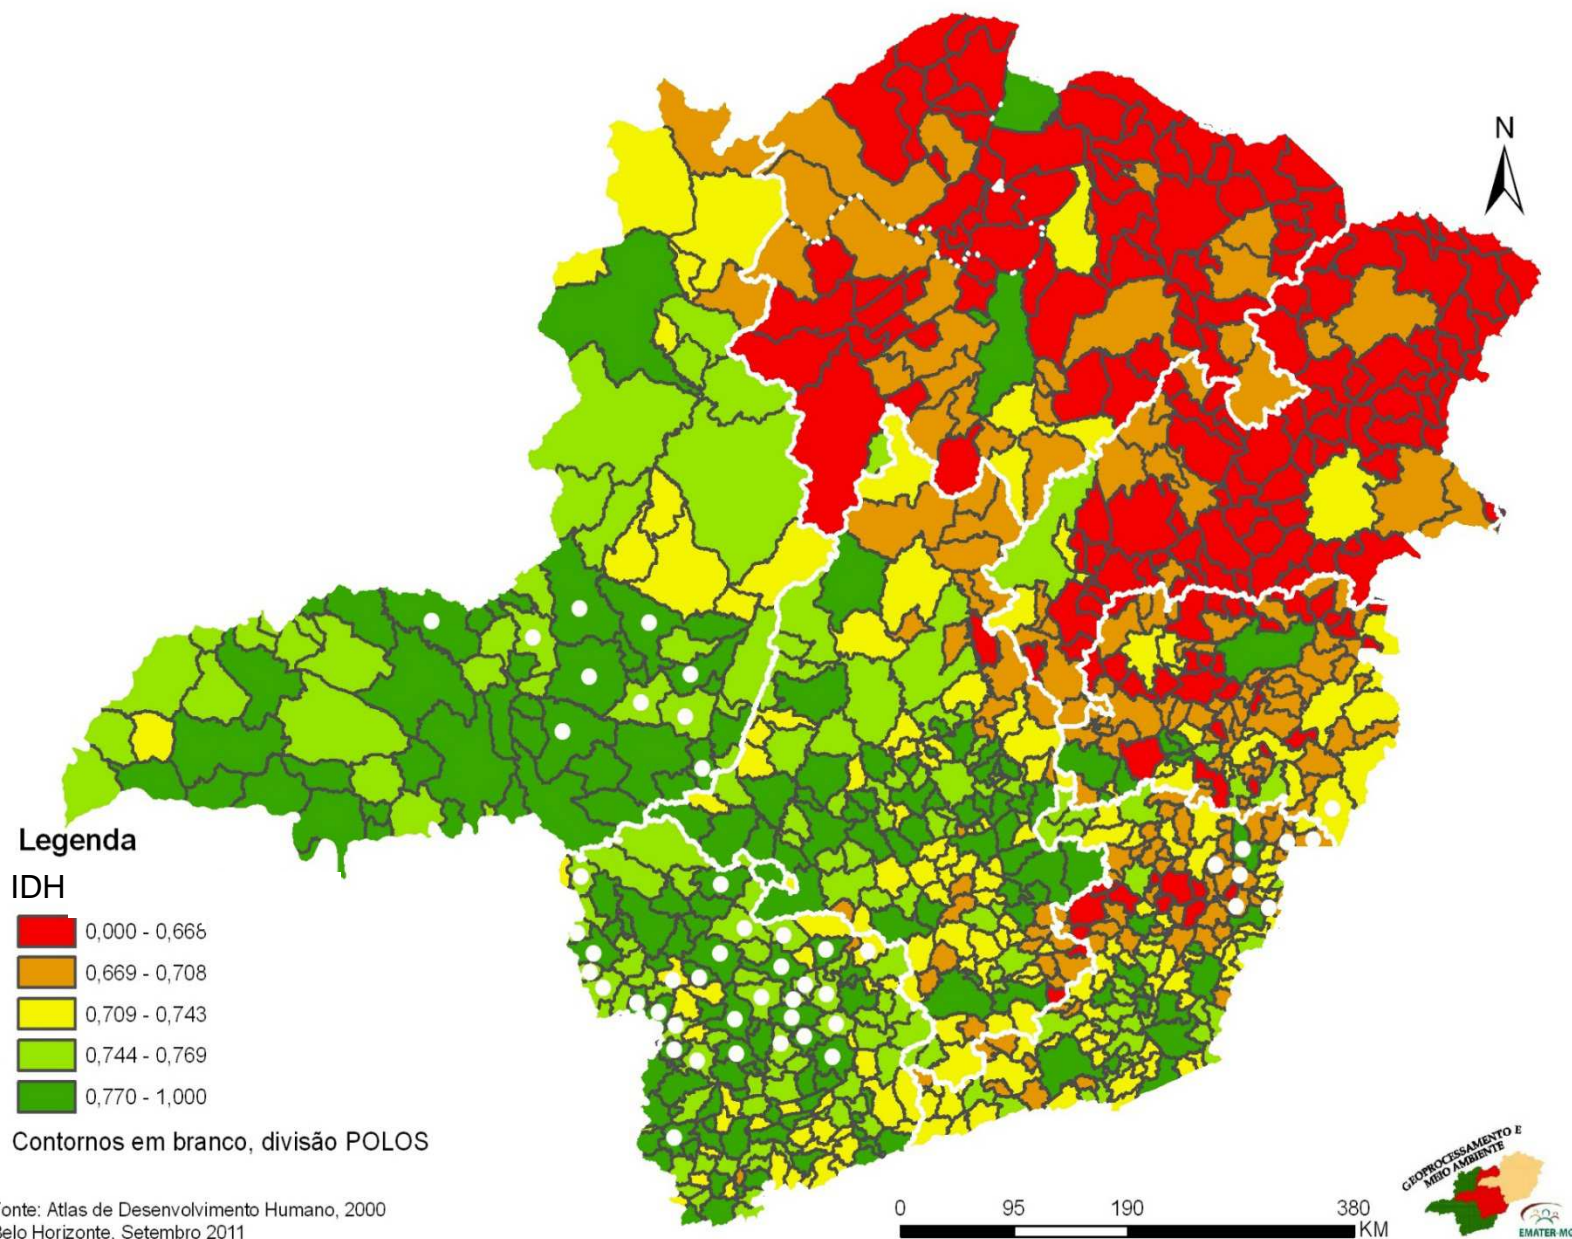 N
Legenda
IDH
0,000 - 0,668
0,669 - 0,708
0,709 - 0,743
0,744 - 0,769
0,770 - 1,000
Contornos em branco, divisão POLOS
onte: Atlas de Desenvolvimento Humano, 2000
Belo Horizonte, Setembro 2011
0 95 190 380
KM
GEOPROCESSAMENTO E
MEIO AMBIENTE
EMATER-MG